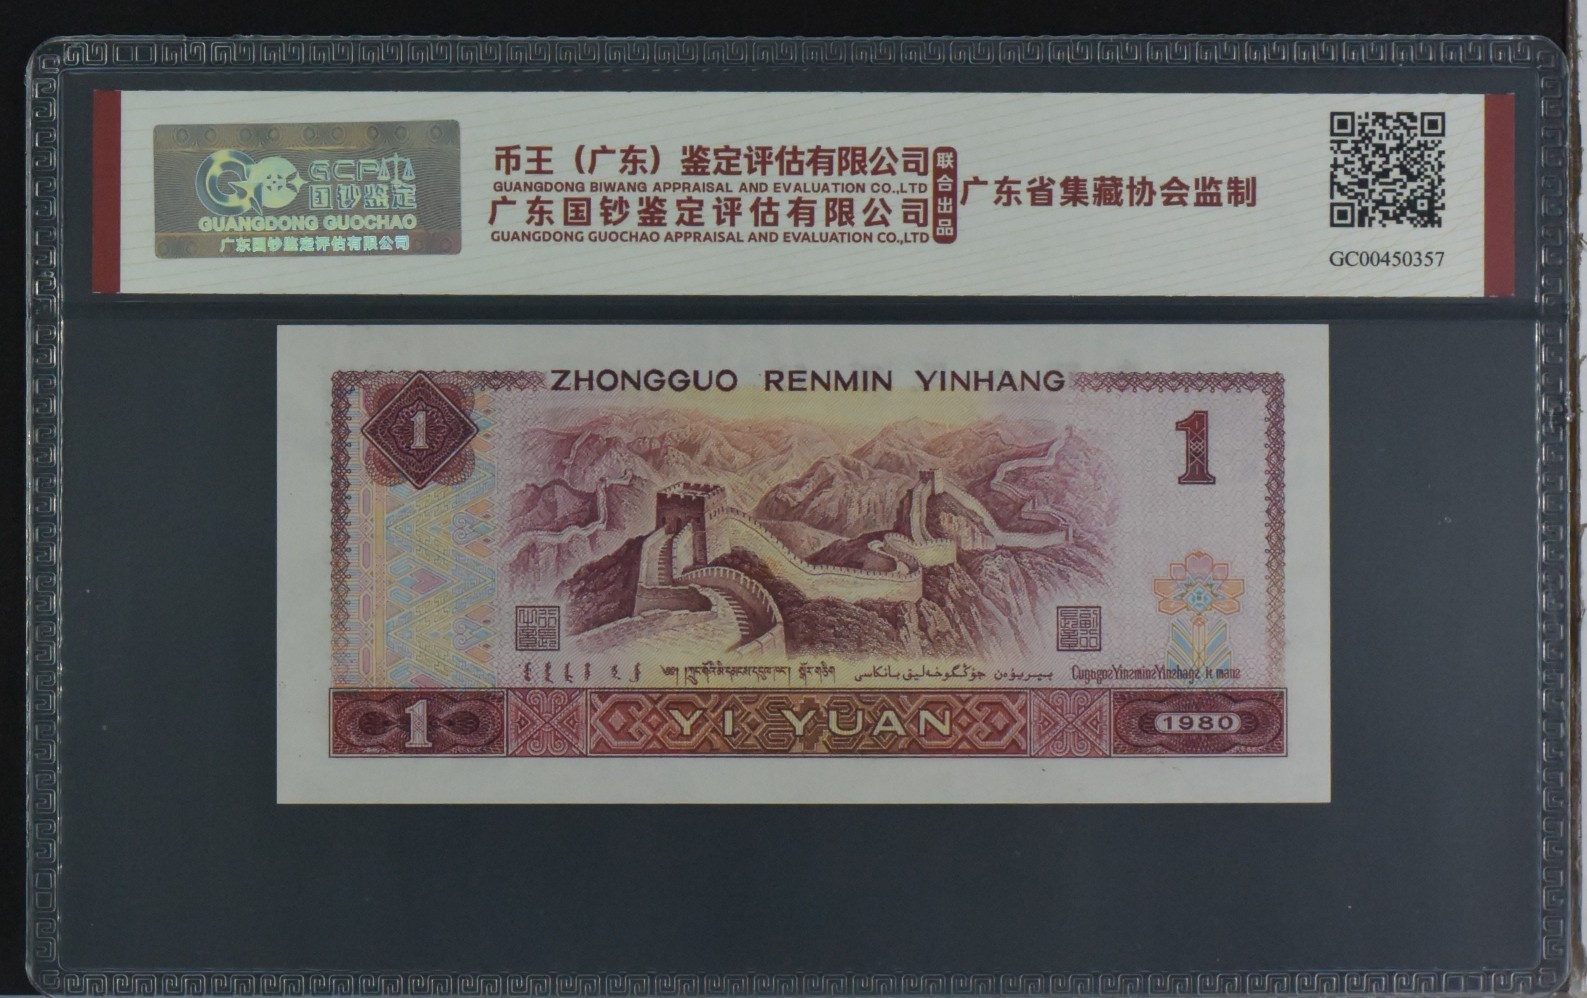 GCP
国钞鉴定
GUANGDONG GUOCHAO
广东国钞鉴定评估有限公司
币王（广东）鉴定评估有限公司
GUANGDONG BIWANG APPRAISAL AND EVALUATION CO.,LTD
广东国钞鉴定评估有限公司
GUANGDONG GUOCHAO APPRAISAL AND EVALUATION CO.,LTD
联合出品
广东省集藏协会监制
GC00450357
ZHONGGUO RENMIN YINHANG
1
1
بىريۈەن جۇڭگوخەلىق بانكاسى
1
YI YUAN
1980